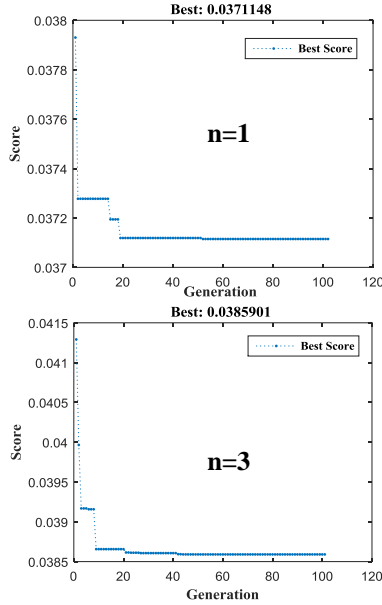 Best: 0.0371148
0.038
Best Score
0.0378
0.0376
n=1
Score
0.0374
0.0372
0.037
0 20 40 60 80 100 120
Generation
Best: 0.0385901
0.0415
Best Score
0.041
0.0405
0.04
n=3
Score
0.0395
0.039
0.0385
0 20 40 60 80 100 120
Generation